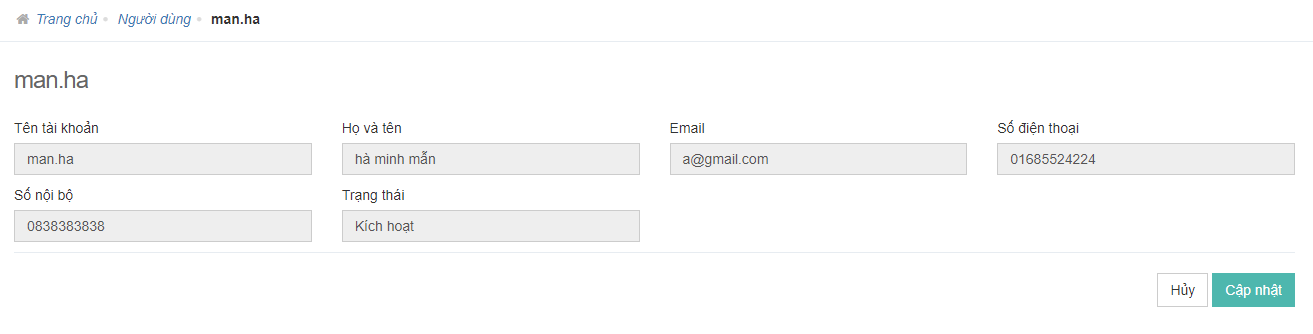 Trang chủ Người dùng man.ha
man.ha
Tên tài khoản Họ và tên Email Số điện thoại
man.ha hà minh mẫn a@gmail.com 01685524224
Số nội bộ Trạng thái
0838383838 Kích hoạt
Hủy Cập nhật